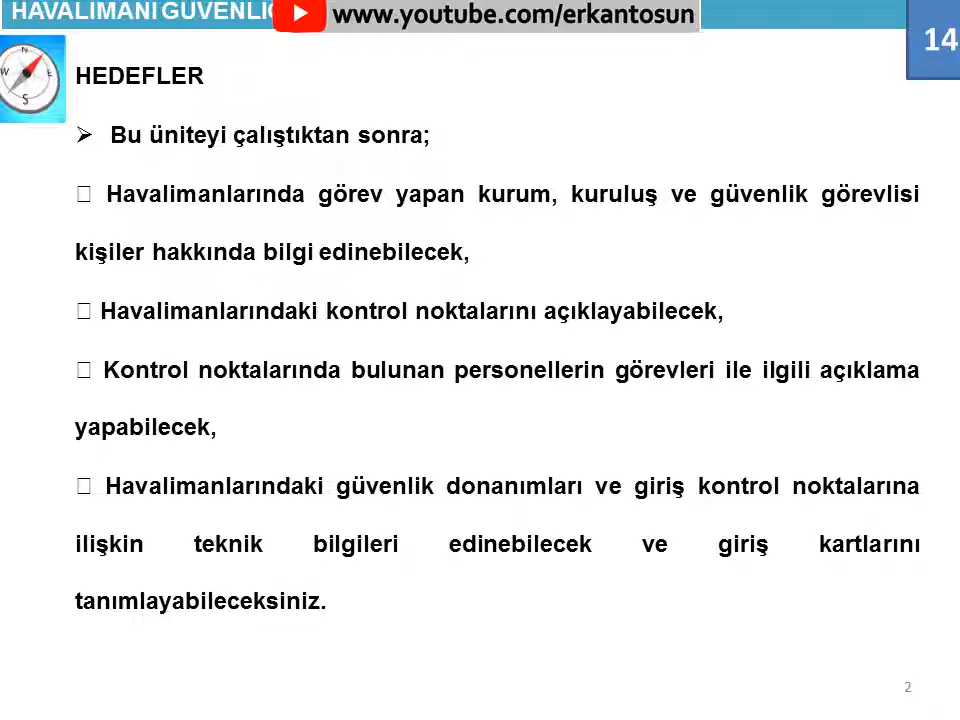 HAVALİMANI GÜVENLİĞ
www.youtube.com/erkantosun
14
N
W E
S
HEDEFLER
➢ Bu üniteyi çalıştıktan sonra;
□ Havalimanlarında görev yapan kurum, kuruluş ve güvenlik görevlisi
kişiler hakkında bilgi edinebilecek,
□ Havalimanlarındaki kontrol noktalarını açıklayabilecek,
□ Kontrol noktalarında bulunan personellerin görevleri ile ilgili açıklama
yapabilecek,
□ Havalimanlarındaki güvenlik donanımları ve giriş kontrol noktalarına
ilişkin teknik bilgileri edinebilecek ve giriş kartlarını
tanımlayabileceksiniz.
2